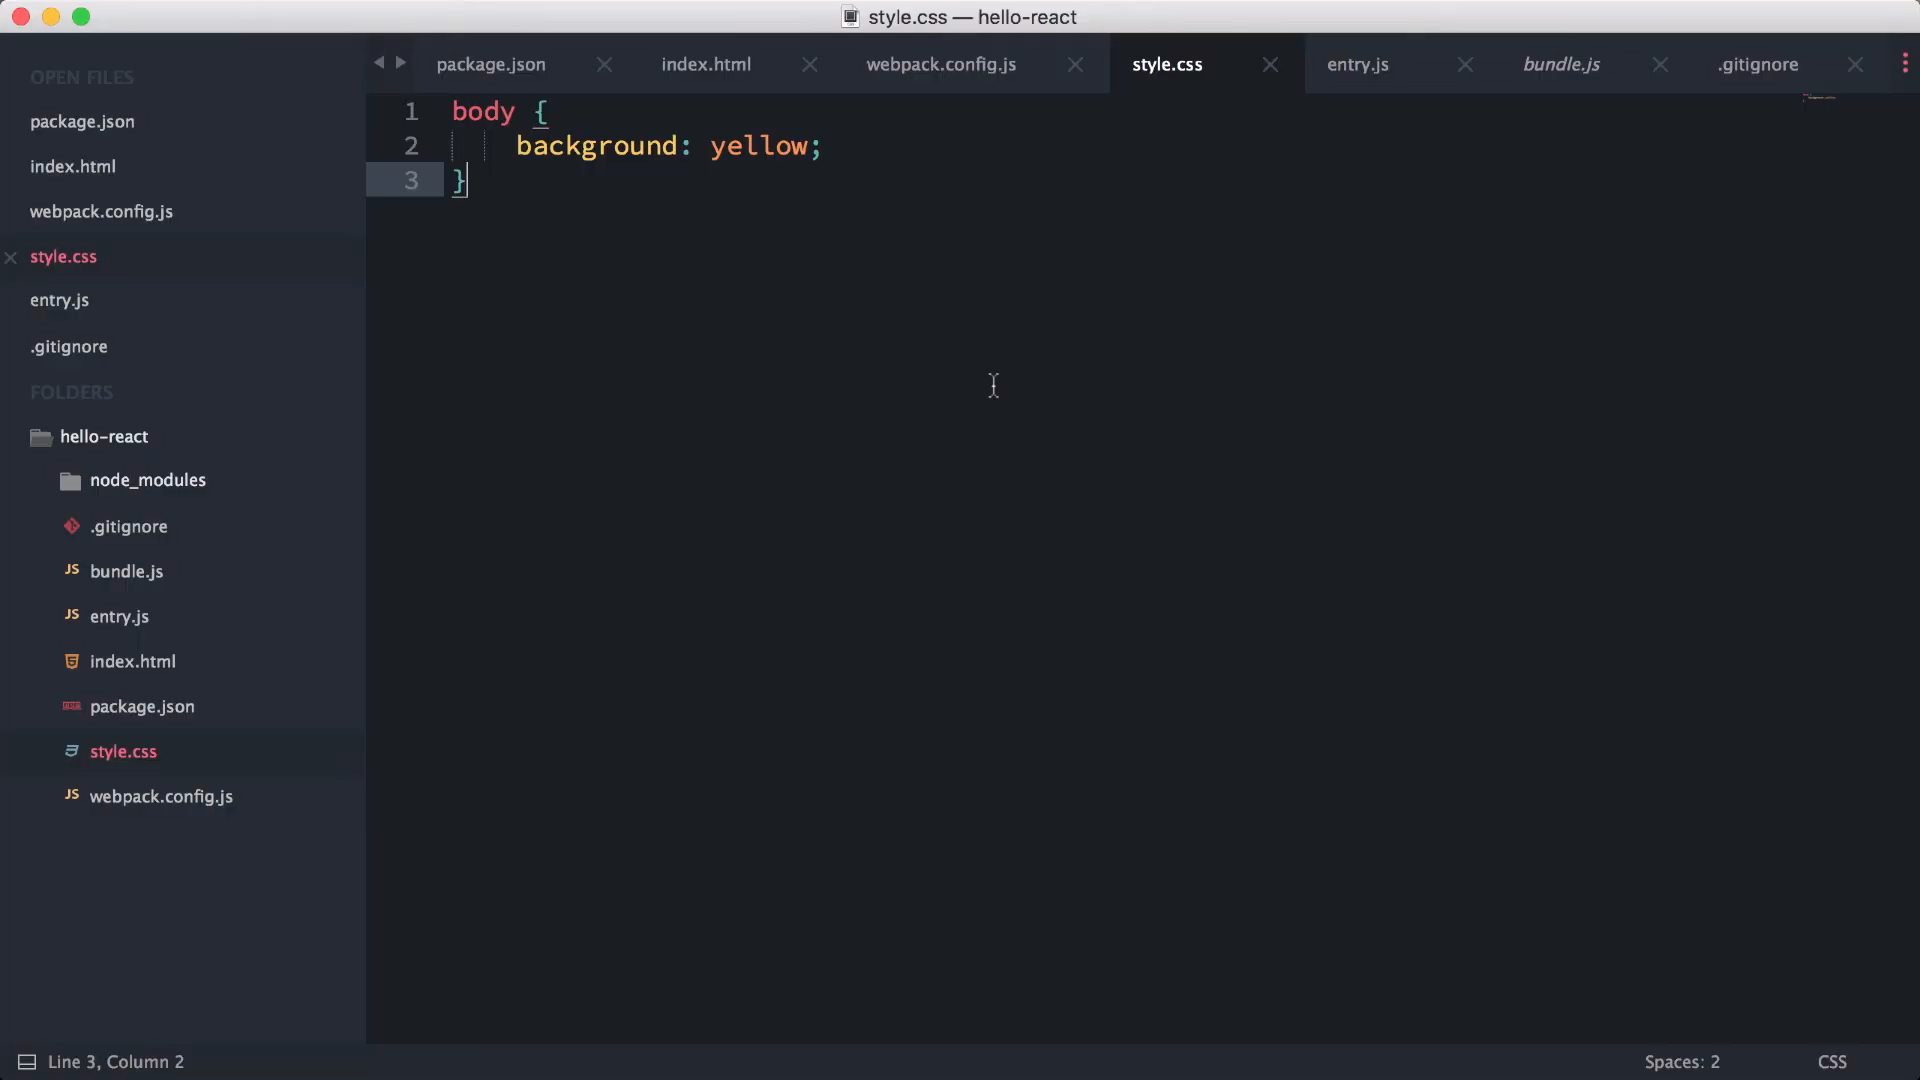 style.css — hello-react
OPEN FILES
package.json
index.html
webpack.config.js
style.css
entry.js
.gitignore
FOLDERS
hello-react
node_modules
.gitignore
JS bundle.js
JS entry.js
index.html
package.json
style.css
JS webpack.config.js
package.json index.html webpack.config.js style.css entry.js bundle.js .gitignore
1 body {
2 background: yellow;
3 }
Line 3, Column 2 Spaces: 2 CSS